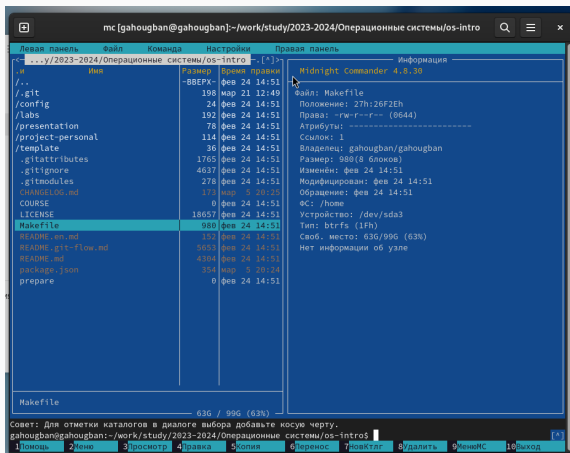 mc [gahougban@gahougban]:~/work/study/2023-2024/Операционные системы/os-intro
Левая панель Файл Команда Настройки Правая панель
<— ...y/2023-2024/Операционные системы/os-intro —.[^]>
.и Имя Размер Время правки
/.. -ВВЕРХ- фев 24 14:51
/.git 198 мар 21 12:49
/config 24 фев 24 14:51
/labs 192 фев 24 14:51
/presentation 78 фев 24 14:51
/project-personal 114 фев 24 14:51
/template 36 фев 24 14:51
.gitattributes 1765 фев 24 14:51
.gitignore 4637 фев 24 14:51
.gitmodules 278 фев 24 14:51
CHANGELOG.md 173 мар 5 20:25
COURSE 0 фев 24 14:51
LICENSE 18657 фев 24 14:51
Makefile 980 фев 24 14:51
README.en.md 152 фев 24 14:51
README.git-flow.md 5653 фев 24 14:51
README.md 4304 фев 24 14:51
package.json 354 мар 5 20:24
prepare 0 фев 24 14:51
Makefile
63G / 99G (63%)
Информация
Midnight Commander 4.8.30
Файл: Makefile
Положение: 27h:26F2Eh
Права: -rw-r--r-- (0644)
Атрибуты: ------------------------
Ссылок: 1
Владелец: gahougban/gahougban
Размер: 980(8 блоков)
Изменён: фев 24 14:51
Модифицирован: фев 24 14:51
Обращение: фев 24 14:51
ФС: /home
Устройство: /dev/sda3
Тип: btrfs (1Fh)
Своб. место: 63G/99G (63%)
Нет информации об узле
Совет: Для отметки каталогов в диалоге выбора добавьте косую черту.
gahougban@gahougban:~/work/study/2023-2024/Операционные системы/os-intro$ [^]
1Помощь 2Меню 3Просмотр 4Правка 5Копия 6Перенос 7НовКтлг 8Удалить 9МенюMC 10Выход